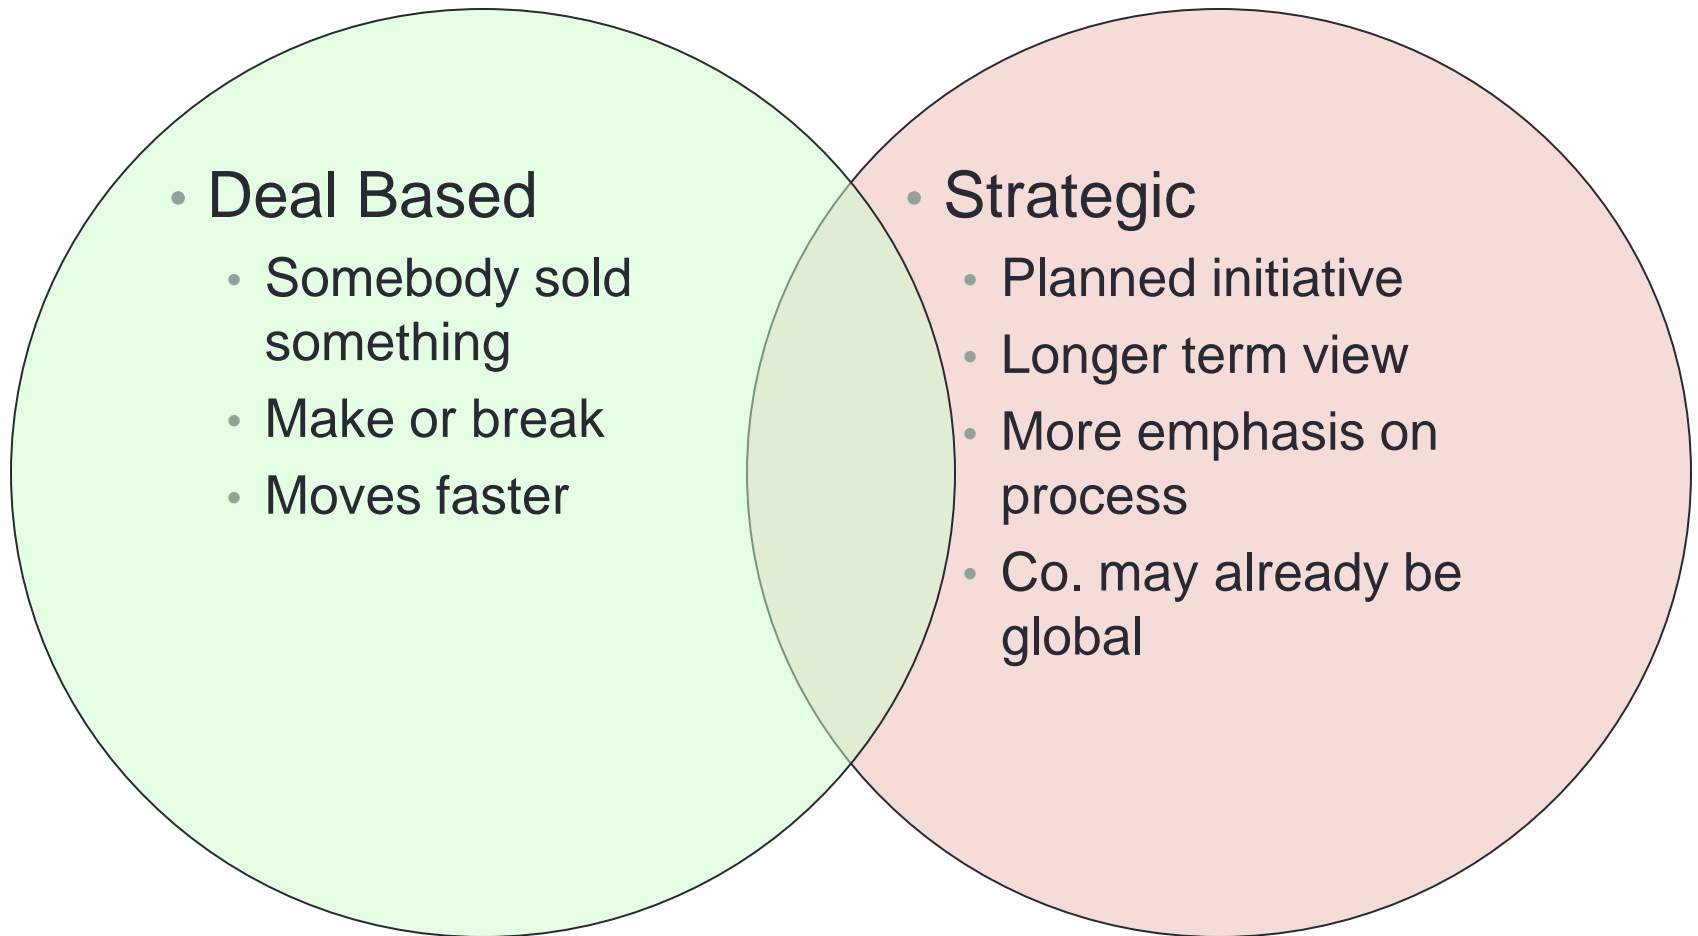 • Deal Based
• Somebody sold
something
• Make or break
• Moves faster
• Strategic
• Planned initiative
• Longer term view
• More emphasis on
process
• Co. may already be
global